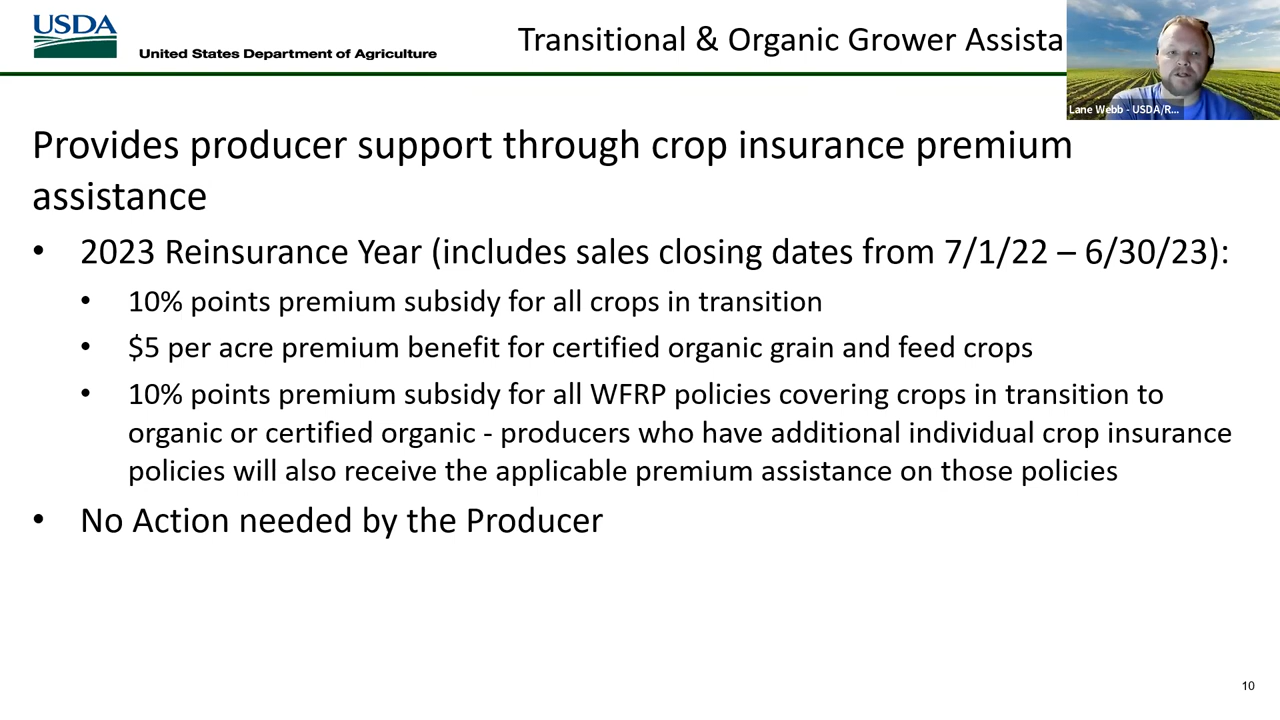 USDA
United States Department of Agriculture
Transitional & Organic Grower Assista
Lane Webb - USDA/R...
Provides producer support through crop insurance premium
assistance
• 2023 Reinsurance Year (includes sales closing dates from 7/1/22 – 6/30/23):
• 10% points premium subsidy for all crops in transition
• $5 per acre premium benefit for certified organic grain and feed crops
• 10% points premium subsidy for all WFRP policies covering crops in transition to
organic or certified organic - producers who have additional individual crop insurance
policies will also receive the applicable premium assistance on those policies
• No Action needed by the Producer
10